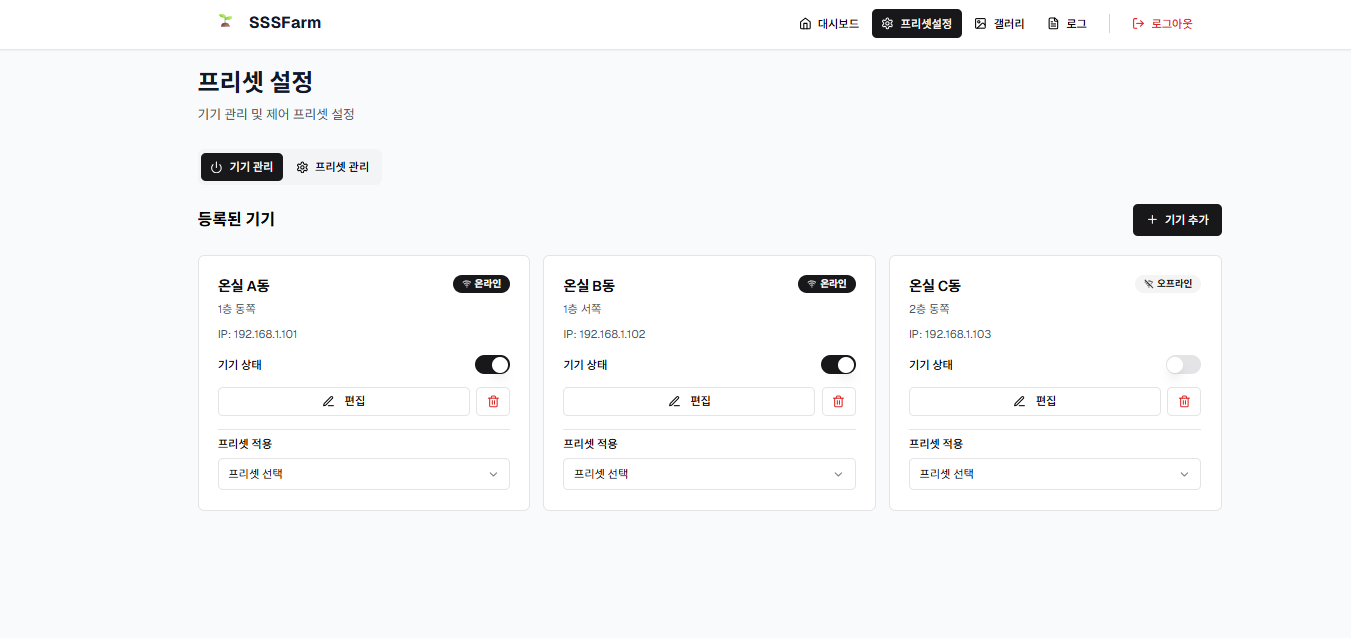 SSSFarm 대시보드 프리셋설정 갤러리 로그 로그아웃
프리셋 설정
기기 관리 및 제어 프리셋 설정
기기 관리 프리셋 관리
등록된 기기 기기 추가
온실 A동 온라인
1층 동쪽
IP: 192.168.1.101
기기 상태
편집
프리셋 적용
프리셋 선택
온실 B동 온라인
1층 서쪽
IP: 192.168.1.102
기기 상태
편집
프리셋 적용
프리셋 선택
온실 C동 오프라인
2층 동쪽
IP: 192.168.1.103
기기 상태
편집
프리셋 적용
프리셋 선택